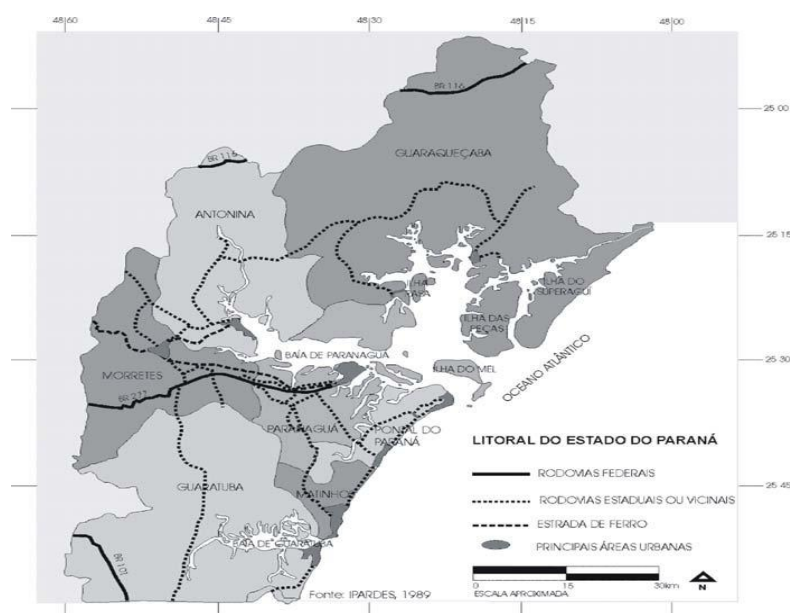 48:60
48:45
48:30
48:15
48:00
BR 116
25 00
GUARAQUEÇABA
BR 116
ANTONINA
25:15
ILHA
RASA
ILHA DO
SUPERAGUI
ILHA DAS
PEÇAS
BAÍA DE PARANAGUÁ
25:30
ILHA DO MEL
OCEANO ATLÂNTICO
MORRETES
BR 277
PARANAGUÁ
PONTAL DO
PARANÁ
LITORAL DO ESTADO DO PARANÁ
RODOVIAS FEDERAIS
GUARATUBA
MATINHOS
25:45
RODOVIAS ESTADUAIS OU VICINAIS
ESTRADA DE FERRO
BAÍA DE GUARATUBA
PRINCIPAIS ÁREAS URBANAS
BR 101
0 15 30km
N
Fonte: IPARDES, 1989
ESCALA APROXIMADA